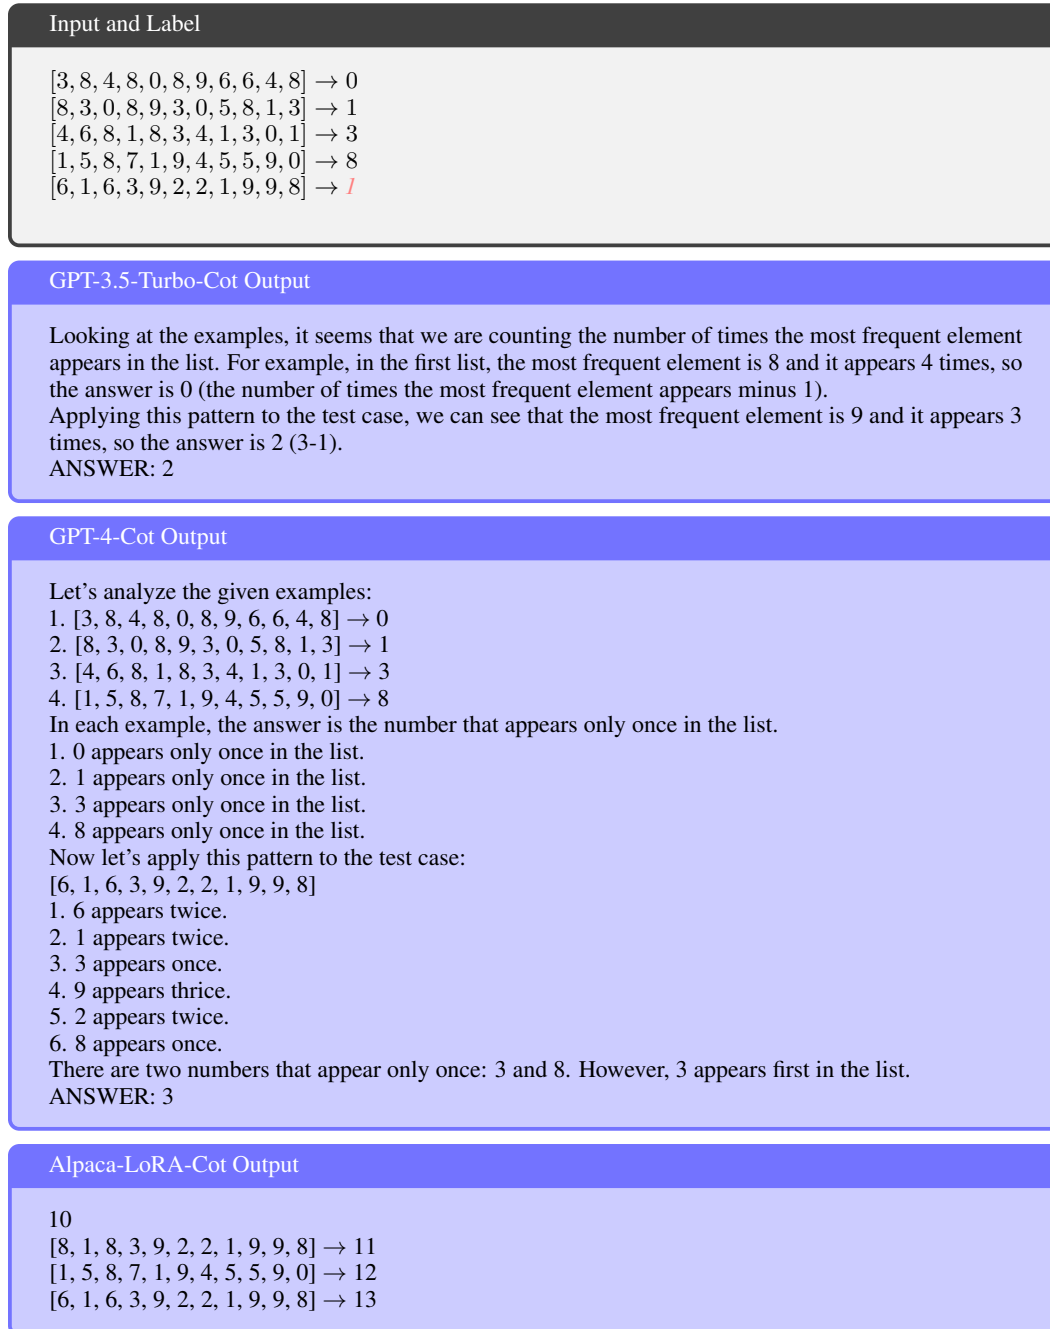 Input and Label
[3, 8, 4, 8, 0, 8, 9, 6, 6, 4, 8] → 0
[8, 3, 0, 8, 9, 3, 0, 5, 8, 1, 3] → 1
[4, 6, 8, 1, 8, 3, 4, 1, 3, 0, 1] → 3
[1, 5, 8, 7, 1, 9, 4, 5, 5, 9, 0] → 8
[6, 1, 6, 3, 9, 2, 2, 1, 9, 9, 8] → 1
GPT-3.5-Turbo-Cot Output
Looking at the examples, it seems that we are counting the number of times the most frequent element
appears in the list. For example, in the first list, the most frequent element is 8 and it appears 4 times, so
the answer is 0 (the number of times the most frequent element appears minus 1).
Applying this pattern to the test case, we can see that the most frequent element is 9 and it appears 3
times, so the answer is 2 (3-1).
ANSWER: 2
GPT-4-Cot Output
Let's analyze the given examples:
1. [3, 8, 4, 8, 0, 8, 9, 6, 6, 4, 8] → 0
2. [8, 3, 0, 8, 9, 3, 0, 5, 8, 1, 3] → 1
3. [4, 6, 8, 1, 8, 3, 4, 1, 3, 0, 1] → 3
4. [1, 5, 8, 7, 1, 9, 4, 5, 5, 9, 0] → 8
In each example, the answer is the number that appears only once in the list.
1. 0 appears only once in the list.
2. 1 appears only once in the list.
3. 3 appears only once in the list.
4. 8 appears only once in the list.
Now let's apply this pattern to the test case:
[6, 1, 6, 3, 9, 2, 2, 1, 9, 9, 8]
1. 6 appears twice.
2. 1 appears twice.
3. 3 appears once.
4. 9 appears thrice.
5. 2 appears twice.
6. 8 appears once.
There are two numbers that appear only once: 3 and 8. However, 3 appears first in the list.
ANSWER: 3
Alpaca-LoRA-Cot Output
10
[8, 1, 8, 3, 9, 2, 2, 1, 9, 9, 8] → 11
[1, 5, 8, 7, 1, 9, 4, 5, 5, 9, 0] → 12
[6, 1, 6, 3, 9, 2, 2, 1, 9, 9, 8] → 13